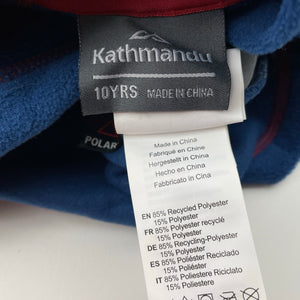 Kathmandu
10YRS MADE IN CHINA
POLAR
Made in China
Fabriqué en Chine
Hergestellt in China
Hecho en China
Fabbricato in Cina
EN 85% Recycled Polyester
15% Polyester
FR 85% Polyester recyclé
15% Polyester
DE 85% Recycling-Polyester
15% Polyester
ES 85% Poliéster Reciclado
15% Poliéster
IT 85% Poliestere Riciclato
15% Poliestere